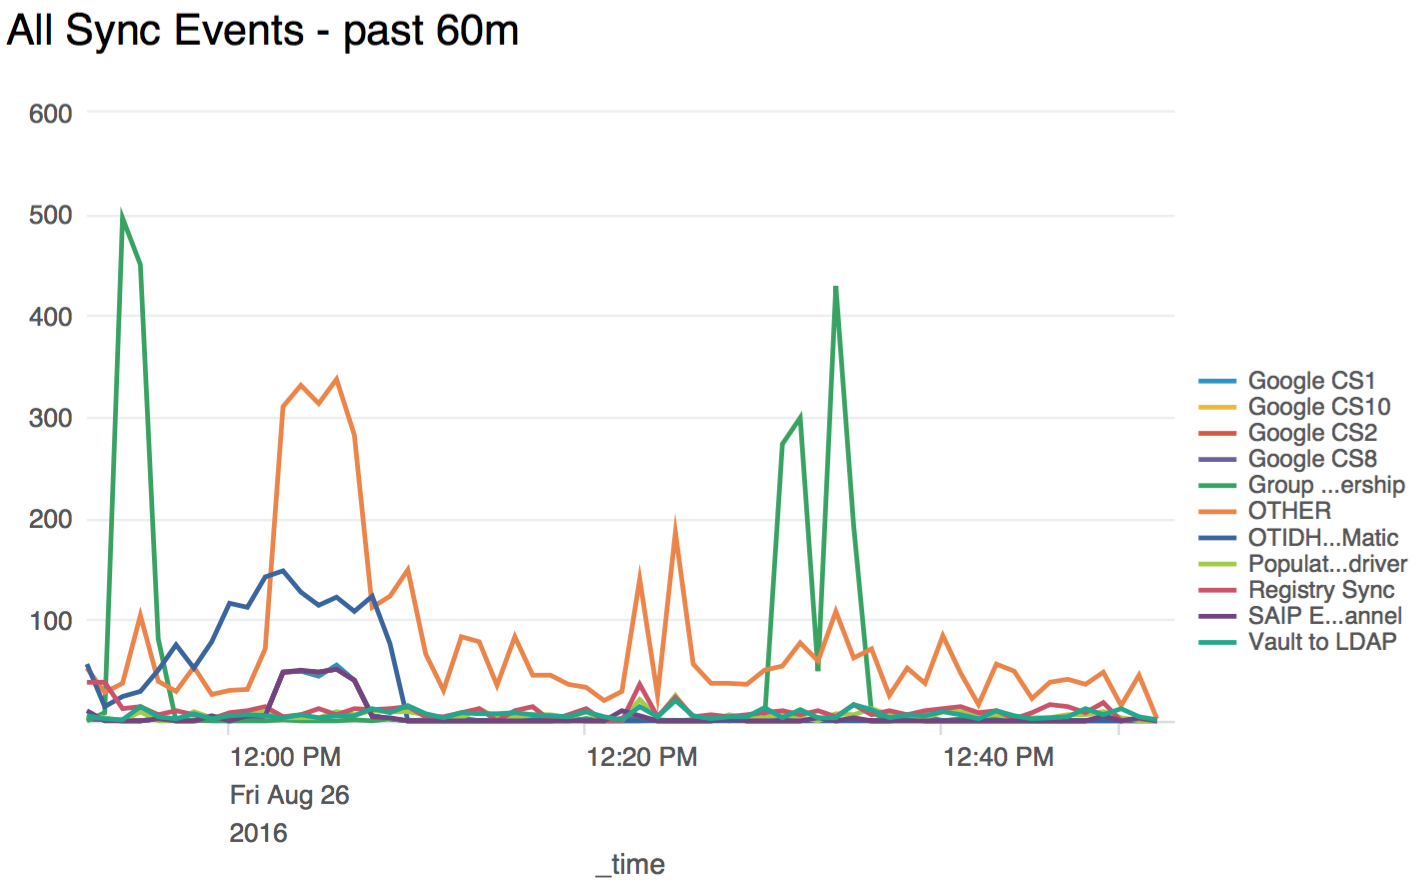 All Sync Events - past 60m
600
500
400
300
200
100
12:00 PM
Fri Aug 26
2016
12:20 PM
12:40 PM
_time
Google CS1
Google CS10
Google CS2
Google CS8
Group ...ership
OTHER
OTIDH...Matic
Populat...driver
Registry Sync
SAIP E...annel
Vault to LDAP